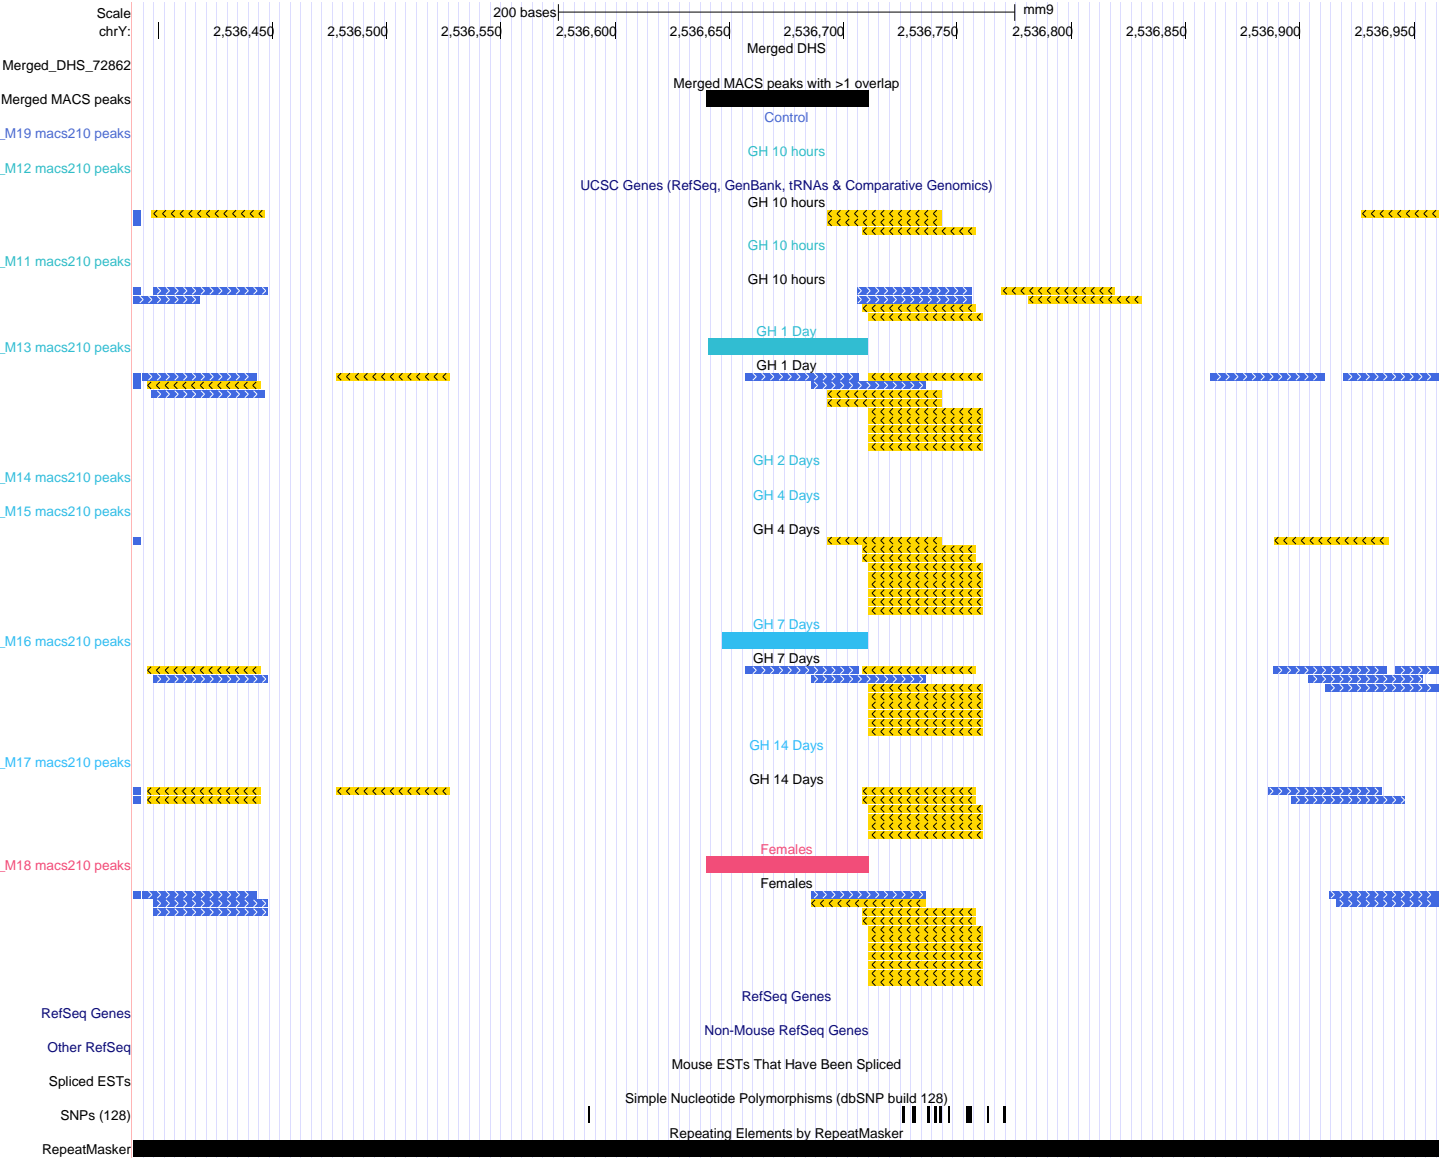 Scale 200 bases mm9
chrY: 2,536,450 2,536,500 2,536,550 2,536,600 2,536,650 2,536,700 2,536,750 2,536,800 2,536,850 2,536,900 2,536,950
Merged DHS
Merged_DHS_72862
Merged MACS peaks with >1 overlap
Merged MACS peaks
Control
_M19 macs210 peaks
GH 10 hours
_M12 macs210 peaks
UCSC Genes (RefSeq, GenBank, tRNAs & Comparative Genomics)
GH 10 hours
GH 10 hours
_M11 macs210 peaks
GH 10 hours
GH 1 Day
_M13 macs210 peaks
GH 1 Day
GH 2 Days
_M14 macs210 peaks
GH 4 Days
_M15 macs210 peaks
GH 4 Days
GH 7 Days
_M16 macs210 peaks
GH 7 Days
GH 14 Days
_M17 macs210 peaks
GH 14 Days
Females
_M18 macs210 peaks
Females
RefSeq Genes
RefSeq Genes
Non-Mouse RefSeq Genes
Other RefSeq
Mouse ESTs That Have Been Spliced
Spliced ESTs
Simple Nucleotide Polymorphisms (dbSNP build 128)
SNPs (128)
Repeating Elements by RepeatMasker
RepeatMasker